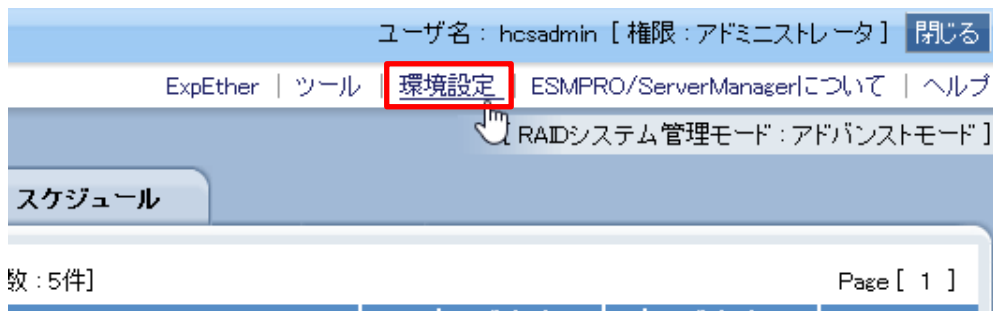 ユーザ名 : hcsadmin [ 権限 : アドミニストレータ ] 閉じる
ExpEther | ツール | 環境設定 | ESMPRO/ServerManagerについて | ヘルプ
RAIDシステム管理モード : アドバンストモード ]
スケジュール
数 : 5件] Page [ 1 ]